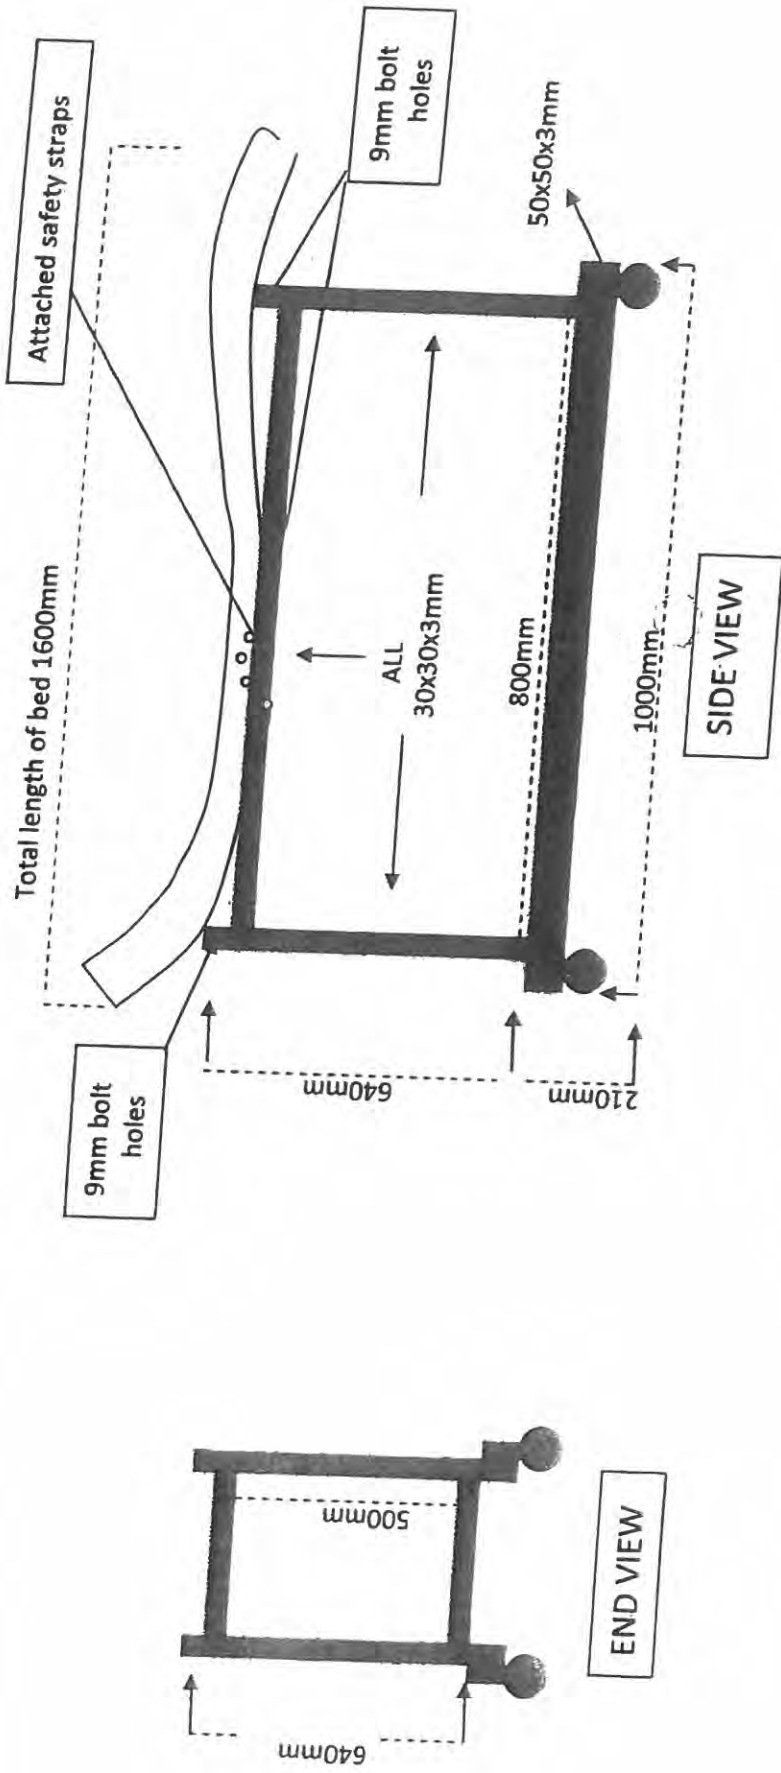 Attached safety straps
Total length of bed 1600mm
9mm bolt
holes
9mm bolt
holes
50x50x3mm
ALL
30x30x3mm
800mm
1000mm
640mm
210mm
SIDE VIEW
640mm
500mm
END VIEW